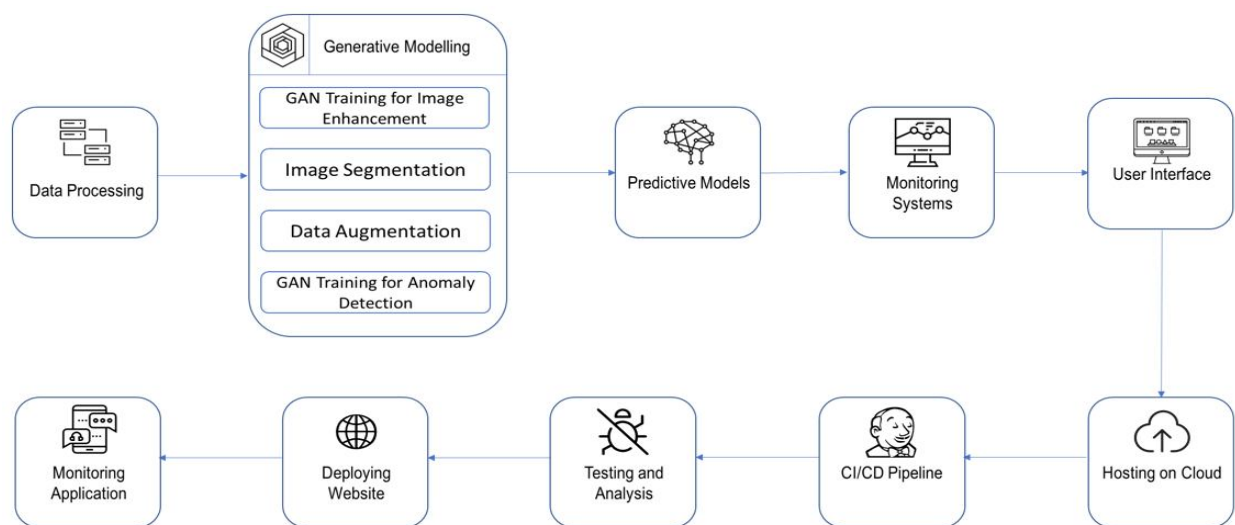 Generative Modelling
GAN Training for Image
Enhancement
Image Segmentation
Data Augmentation
GAN Training for Anomaly
Detection
Data Processing
Predictive Models
Monitoring
Systems
User Interface
Monitoring
Application
Deploying
Website
Testing and
Analysis
CI/CD Pipeline
Hosting on Cloud